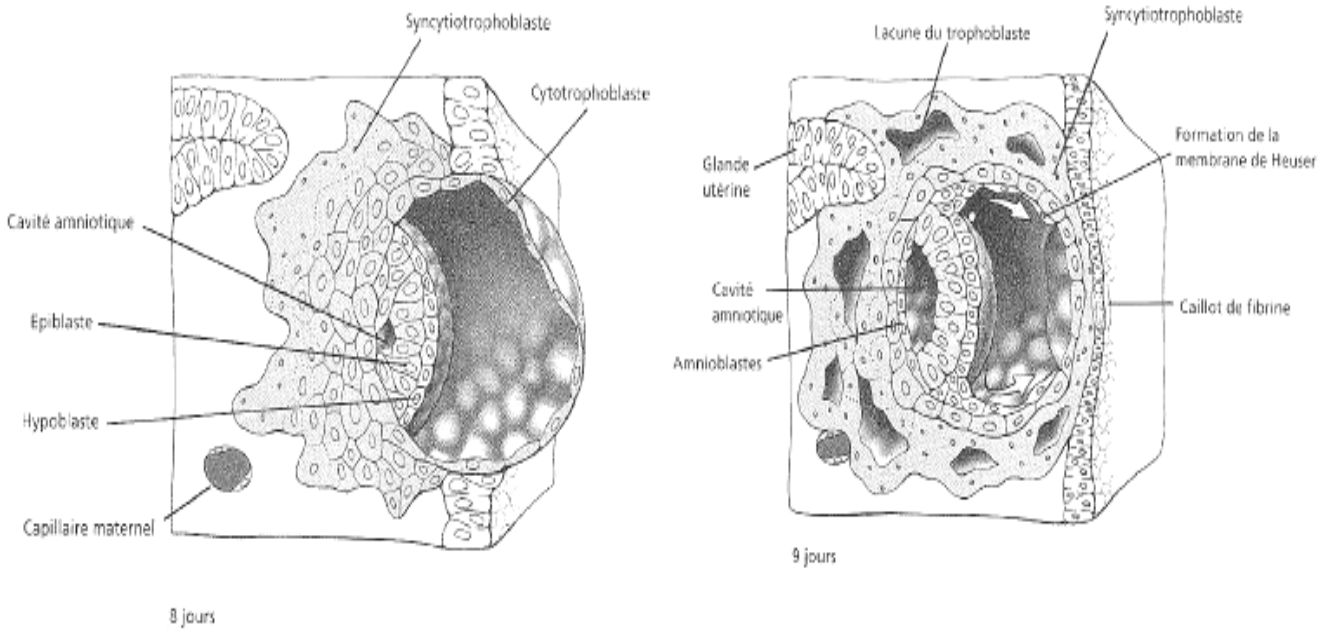 Syncytiotrophoblaste
Cytotrophoblaste
Cavité amniotique
Epiblaste
Hypoblaste
Capillaire maternel
8 jours
Syncytiotrophoblaste
Lacune du trophoblaste
Formation de la
membrane de Heuser
Glande
utérine
Cavité
amniotique
Caillot de fibrine
Amnioblastes
9 jours